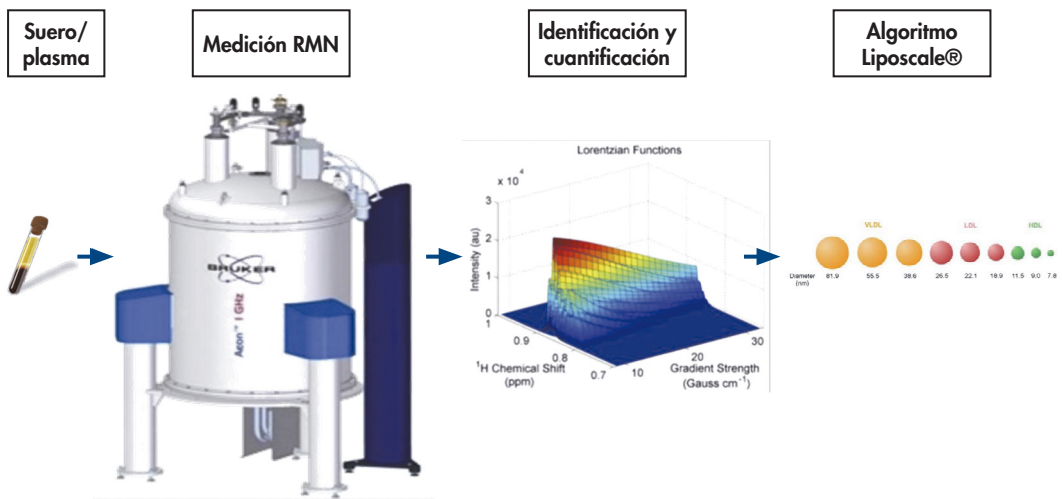 Suero/
plasma
Medición RMN
Identificación y
cuantificación
Algoritmo
Liposcale®
BRUKER
Aeon™ 1 GHz
Lorentzian Functions
x 10⁴
3
2
1
0
Intensity (au)
1
0.9
0.8
0.7
¹H Chemical Shift
(ppm)
10
20
30
Gradient Strength
(Gauss cm⁻¹)
VLDL LDL HDL
Diameter
(nm)
81.9 55.5 38.6 26.5 22.1 18.9 11.5 9.0 7.8